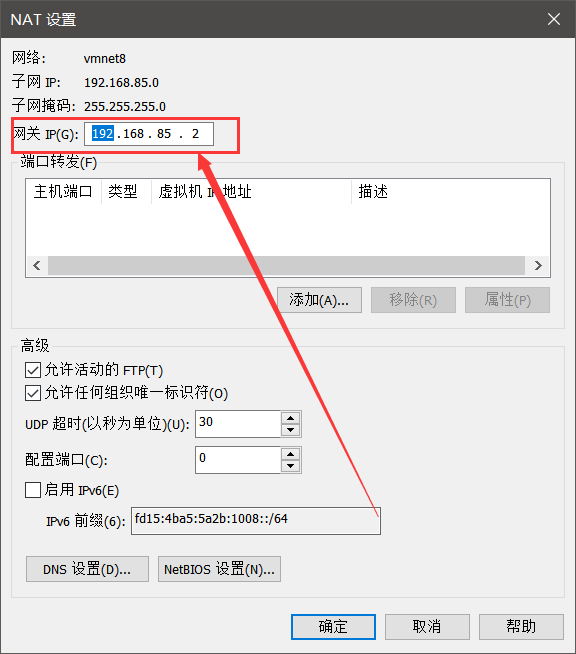 NAT 设置
网络: vmnet8
子网 IP: 192.168.85.0
子网掩码: 255.255.255.0
网关 IP(G): 192 . 168 . 85 . 2
端口转发(F)
主机端口 类型 虚拟机 IP 地址 描述
添加(A)... 移除(R) 属性(P)
高级
允许活动的 FTP(T)
允许任何组织唯一标识符(O)
UDP 超时(以秒为单位)(U): 30
配置端口(C): 0
启用 IPv6(E)
IPv6 前缀(6): fd15:4ba5:5a2b:1008::/64
DNS 设置(D)... NetBIOS 设置(N)...
确定 取消 帮助